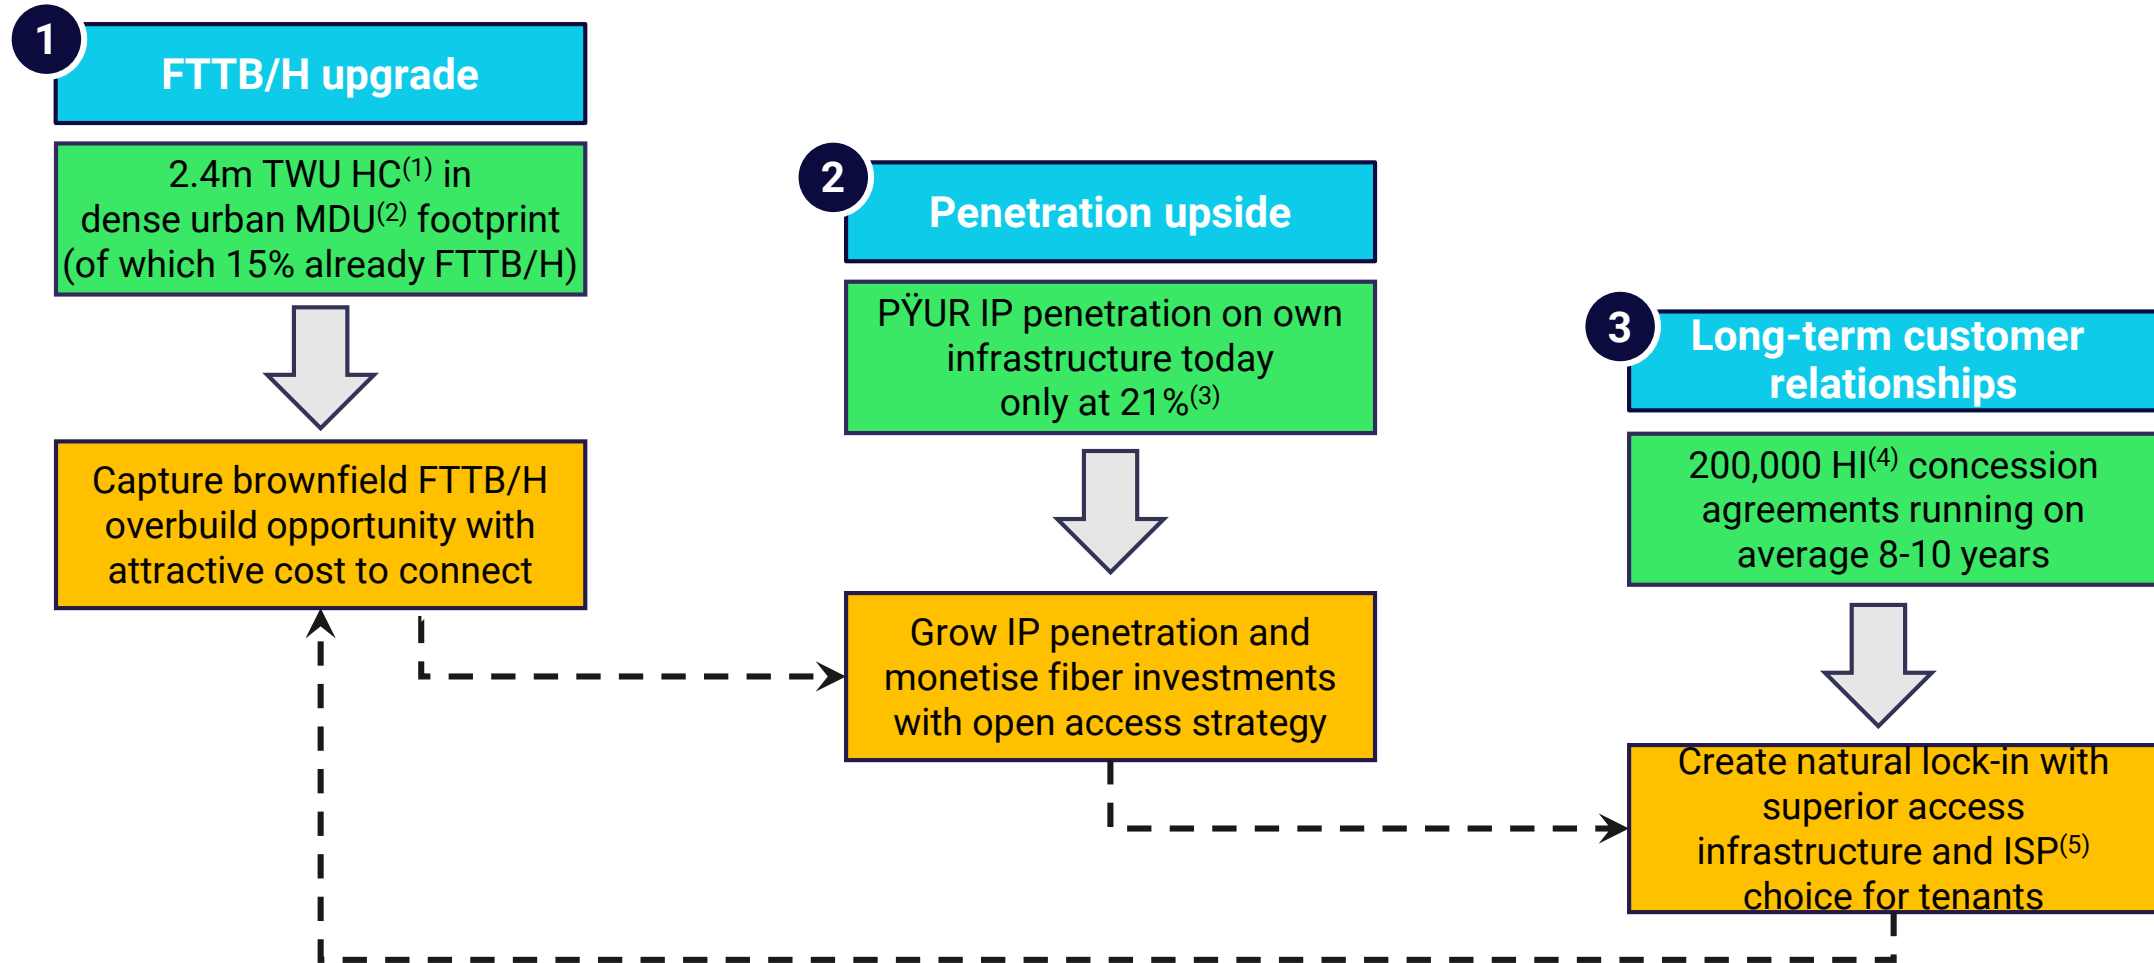 1
FTTB/H upgrade
2.4m TWU HC(1) in
dense urban MDU(2) footprint
(of which 15% already FTTB/H)
Capture brownfield FTTB/H
overbuild opportunity with
attractive cost to connect
2
Penetration upside
PŸUR IP penetration on own
infrastructure today
only at 21%(3)
Grow IP penetration and
monetise fiber investments
with open access strategy
3
Long-term customer
relationships
200,000 HI(4) concession
agreements running on
average 8-10 years
Create natural lock-in with
superior access
infrastructure and ISP(5)
choice for tenants